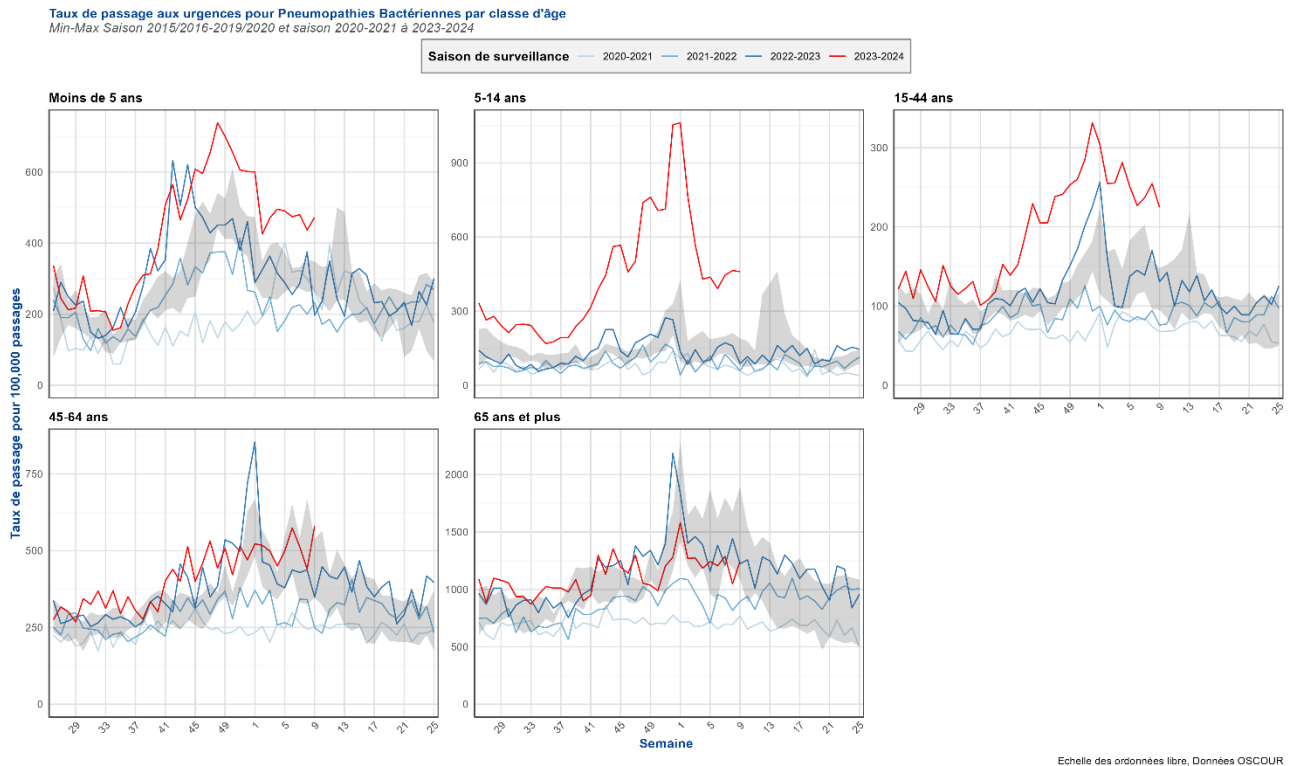 Taux de passage aux urgences pour Pneumopathies Bactériennes par classe d'âge
Min-Max Saison 2015/2016-2019/2020 et saison 2020-2021 à 2023-2024
Saison de surveillance 2020-2021 2021-2022 2022-2023 2023-2024
Moins de 5 ans
600
400
200
0
5-14 ans
900
600
300
0
15-44 ans
300
200
100
0
29 33 37 41 45 49 1 5 9 13 17 21 25
45-64 ans
750
500
250
0
29 33 37 41 45 49 1 5 9 13 17 21 25
65 ans et plus
2000
1500
1000
500
0
29 33 37 41 45 49 1 5 9 13 17 21 25
Taux de passage pour 100,000 passages
Semaine
Echelle des ordonnées libre, Données OSCOUR